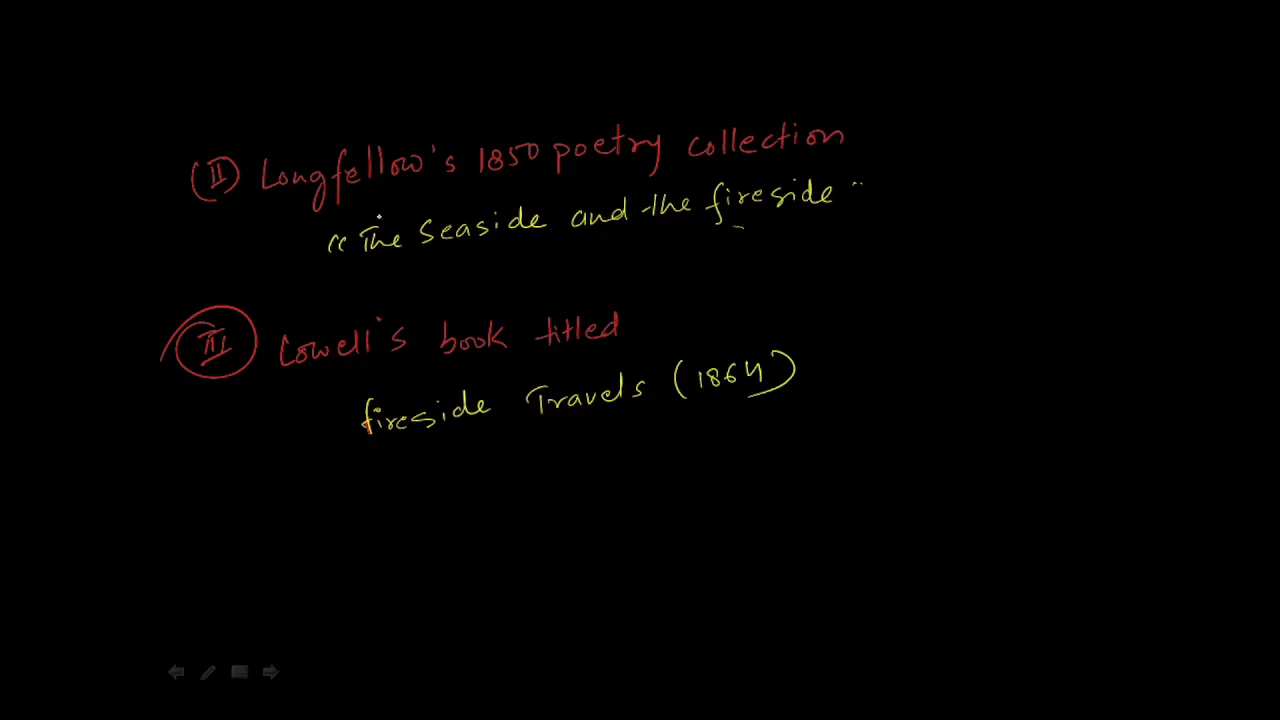 (II) Longfellow's 1850 poetry collection
"The Seaside and the fireside"
III Lowell's book titled
fireside Travels (1864)